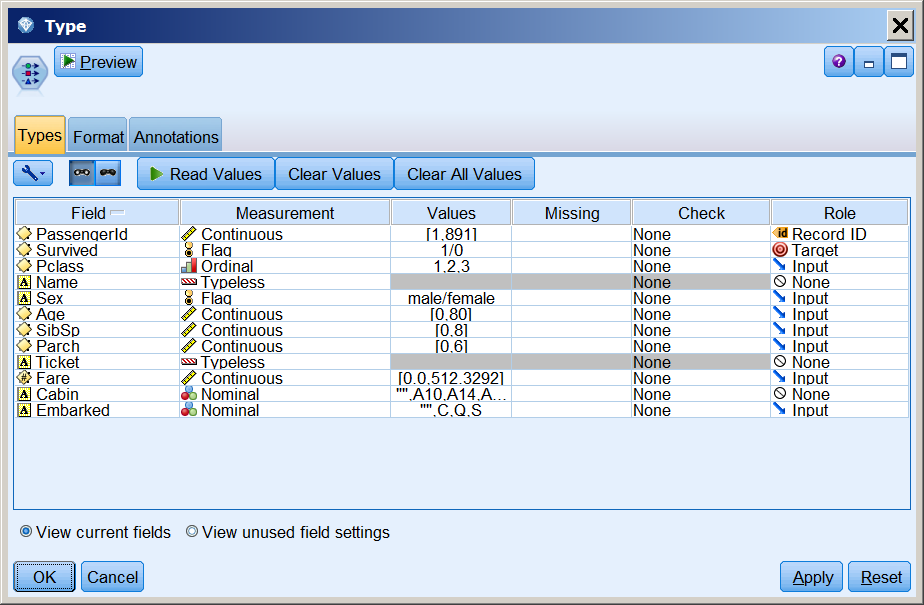 Type
Preview
Types Format Annotations
Read Values Clear Values Clear All Values
Field Measurement Values Missing Check Role
PassengerId Continuous [1,891] None Record ID
Survived Flag 1/0 None Target
Pclass Ordinal 1,2,3 None Input
Name Typeless None None
Sex Flag male/female None Input
Age Continuous [0,80] None Input
SibSp Continuous [0,8] None Input
Parch Continuous [0,6] None Input
Ticket Typeless None None
Fare Continuous [0.0,512.3292] None Input
Cabin Nominal "",A10,A14,A... None None
Embarked Nominal "",C,Q,S None Input
View current fields View unused field settings
OK Cancel Apply Reset